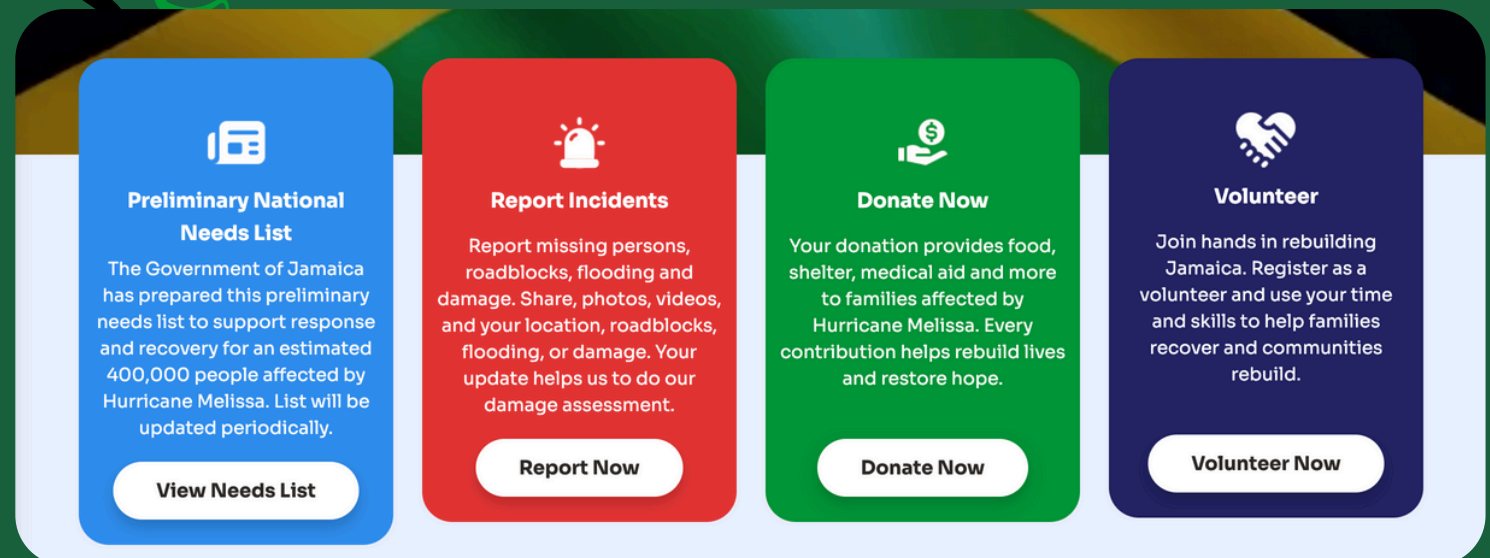 Preliminary National
Needs List
The Government of Jamaica
has prepared this preliminary
needs list to support response
and recovery for an estimated
400,000 people affected by
Hurricane Melissa. List will be
updated periodically.
View Needs List
Report Incidents
Report missing persons,
roadblocks, flooding and
damage. Share, photos, videos,
and your location, roadblocks,
flooding, or damage. Your
update helps us to do our
damage assessment.
Report Now
Donate Now
Your donation provides food,
shelter, medical aid and more
to families affected by
Hurricane Melissa. Every
contribution helps rebuild lives
and restore hope.
Donate Now
Volunteer
Join hands in rebuilding
Jamaica. Register as a
volunteer and use your time
and skills to help families
recover and communities
rebuild.
Volunteer Now